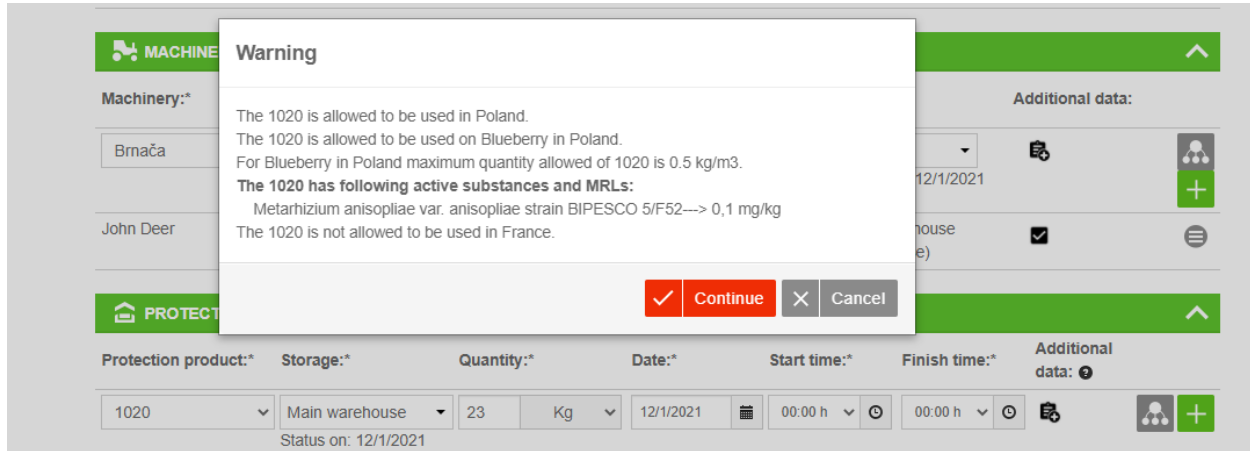 MACHINE
Warning
Machinery:*
Additional data:
The 1020 is allowed to be used in Poland.
The 1020 is allowed to be used on Blueberry in Poland.
For Blueberry in Poland maximum quantity allowed of 1020 is 0.5 kg/m3.
The 1020 has following active substances and MRLs:
Metarhizium anisopliae var. anisopliae strain BIPESCO 5/F52---> 0,1 mg/kg
The 1020 is not allowed to be used in France.
Brnača
12/1/2021
John Deer
house
e)
Continue
Cancel
PROTECT
Protection product:*
Storage:*
Quantity:*
Date:*
Start time:*
Finish time:*
Additional
data:
1020
Main warehouse
23
Kg
12/1/2021
00:00 h
00:00 h
Status on: 12/1/2021